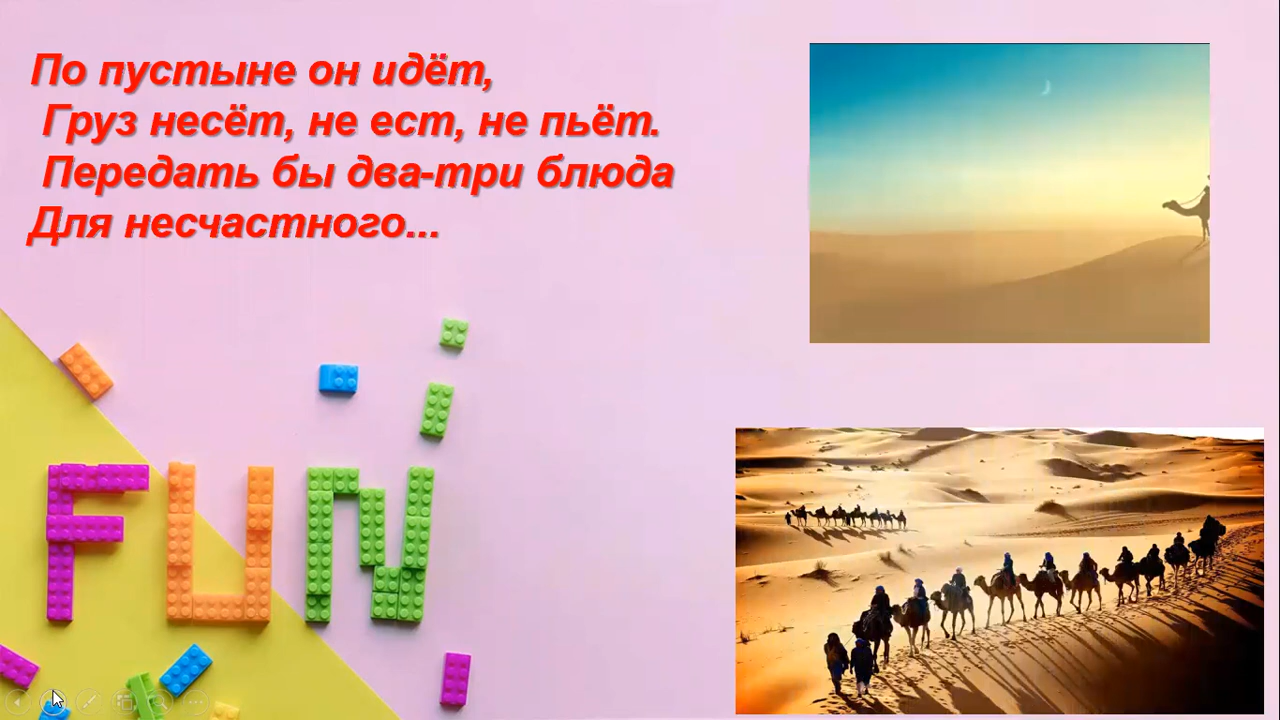 По пустыне он идёт,
Груз несёт, не ест, не пьёт.
Передать бы два-три блюда
Для несчастного...
FUN